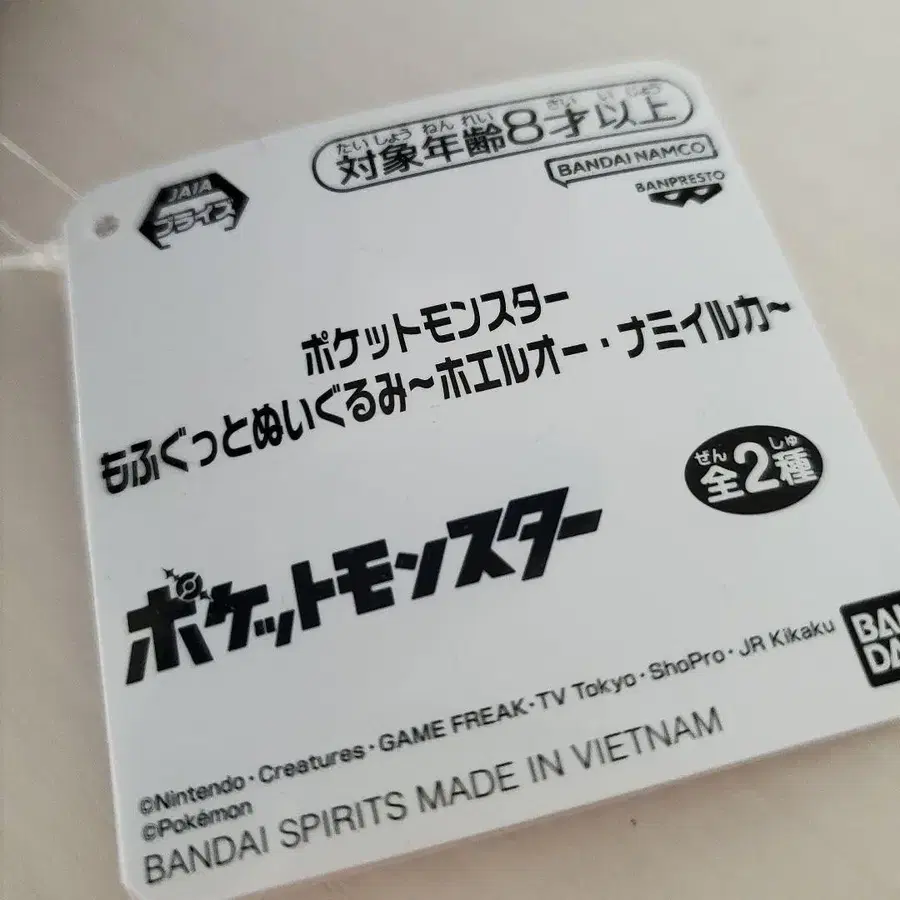 たいしょう ねん れい さい い じょう
対象年齢8才以上
JAIA
プライズ
BANDAI NAMCO
BANPRESTO
ポケットモンスター
もふぐっとぬいぐるみ～ホエルオー・ナミイルカ～
ぜん しゅ
全2種
ポケットモンスター
©Nintendo・Creatures・GAME FREAK・TV Tokyo・ShoPro・JR Kikaku
©Pokémon
BANDAI SPIRITS MADE IN VIETNAM